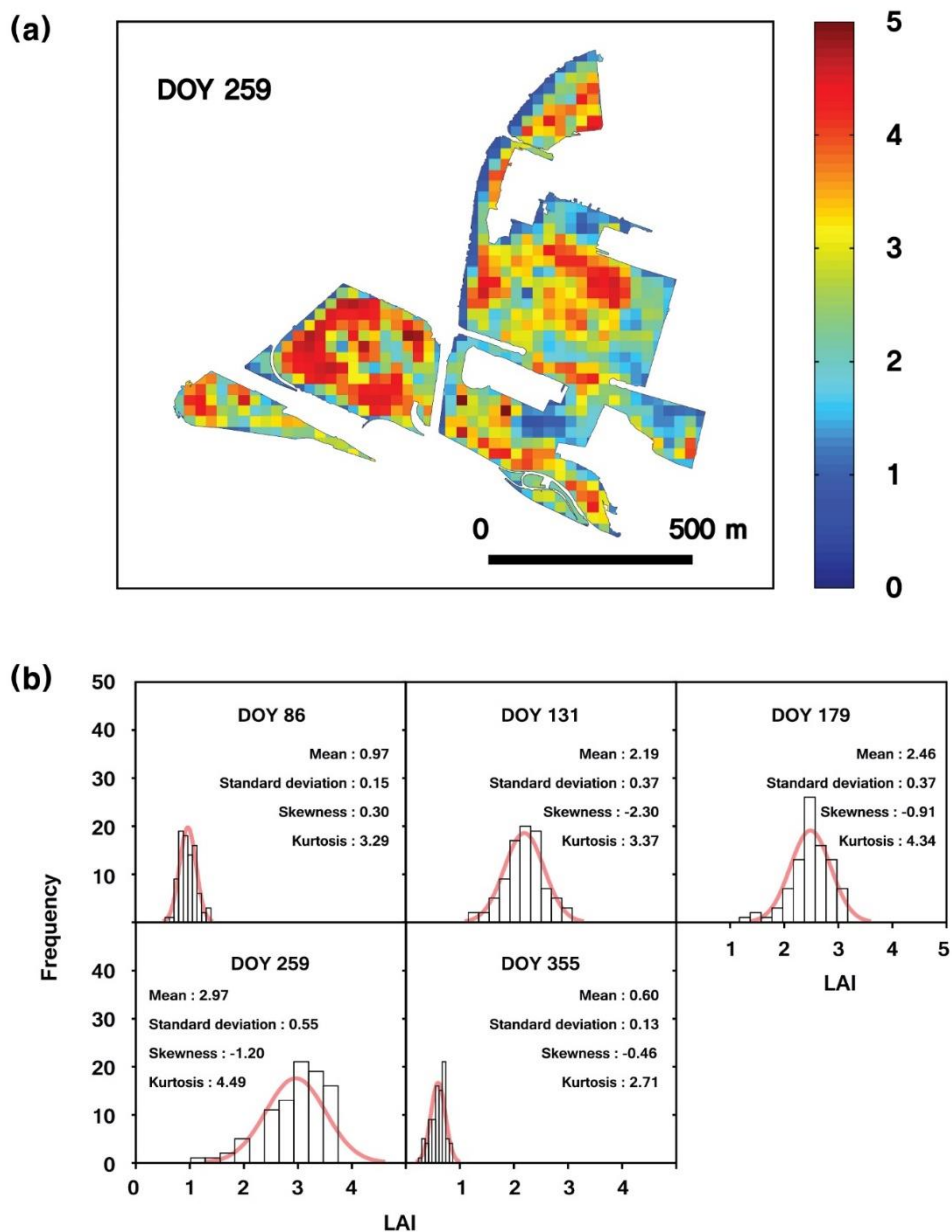 (a)
DOY 259
5
4
3
2
1
0
0 500 m
(b)
Frequency
50
40
30
20
10
DOY 86
Mean : 0.97
Standard deviation : 0.15
Skewness : 0.30
Kurtosis : 3.29
DOY 131
Mean : 2.19
Standard deviation : 0.37
Skewness : -2.30
Kurtosis : 3.37
DOY 179
Mean : 2.46
Standard deviation : 0.37
Skewness : -0.91
Kurtosis : 4.34
1 2 3 4 5
LAI
40
30
20
10
0
DOY 259
Mean : 2.97
Standard deviation : 0.55
Skewness : -1.20
Kurtosis : 4.49
DOY 355
Mean : 0.60
Standard deviation : 0.13
Skewness : -0.46
Kurtosis : 2.71
0 1 2 3 4 1 2 3 4
LAI